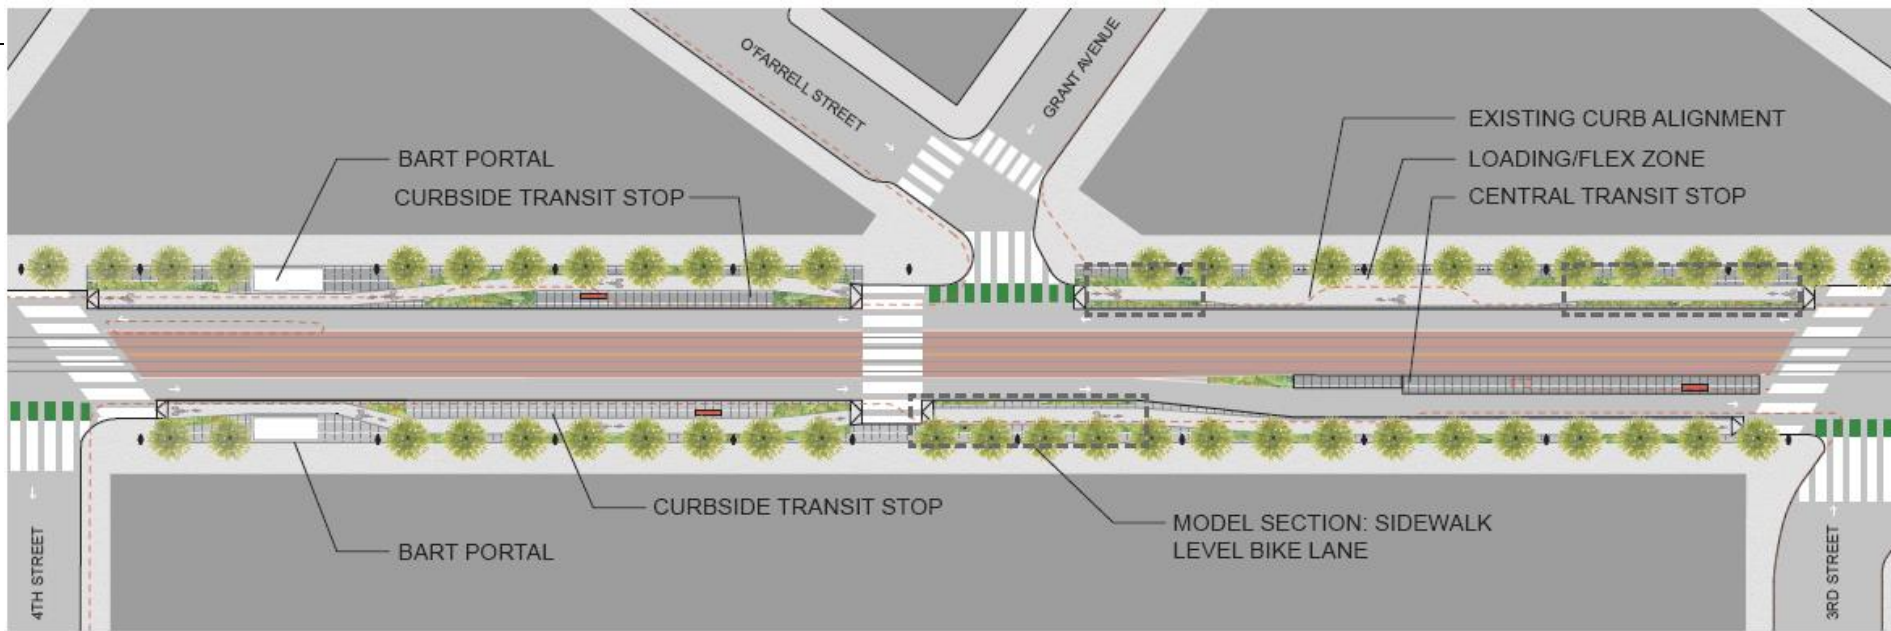 O'FARRELL STREET
GRANT AVENUE
BART PORTAL
CURBSIDE TRANSIT STOP
EXISTING CURB ALIGNMENT
LOADING/FLEX ZONE
CENTRAL TRANSIT STOP
CURBSIDE TRANSIT STOP
BART PORTAL
MODEL SECTION: SIDEWALK
LEVEL BIKE LANE
4TH STREET
3RD STREET